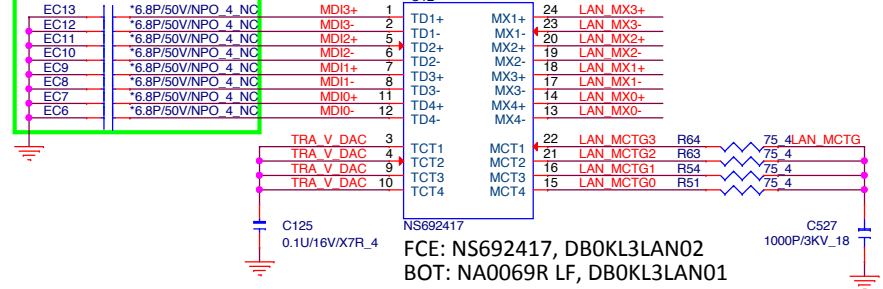 EC13 *6.8P/50V/NPO_4_NC MDI3+ 1 TD1+ MX1+ 24 LAN_MX3+
EC12 *6.8P/50V/NPO_4_NC MDI3- 2 TD1- MX1- 23 LAN_MX3-
EC11 *6.8P/50V/NPO_4_NC MDI2+ 5 TD2+ MX2+ 20 LAN_MX2+
EC10 *6.8P/50V/NPO_4_NC MDI2- 6 TD2- MX2- 19 LAN_MX2-
EC9 *6.8P/50V/NPO_4_NC MDI1+ 7 TD3+ MX3+ 18 LAN_MX1+
EC8 *6.8P/50V/NPO_4_NC MDI1- 8 TD3- MX3- 17 LAN_MX1-
EC7 *6.8P/50V/NPO_4_NC MDI0+ 11 TD4+ MX4+ 14 LAN_MX0+
EC6 *6.8P/50V/NPO_4_NC MDI0- 12 TD4- MX4- 13 LAN_MX0-
TRA_V_DAC 3 TCT1 MCT1 22 LAN_MCTG3 R64 75_4 LAN_MCTG
TRA_V_DAC 4 TCT2 MCT2 21 LAN_MCTG2 R63 75_4
TRA_V_DAC 9 TCT3 MCT3 16 LAN_MCTG1 R54 75_4
TRA_V_DAC 10 TCT4 MCT4 15 LAN_MCTG0 R51 75_4
C125 NS692417 C527
0.1U/16V/X7R_4 1000P/3KV_18
FCE: NS692417, DB0KL3LAN02
BOT: NA0069R LF, DB0KL3LAN01